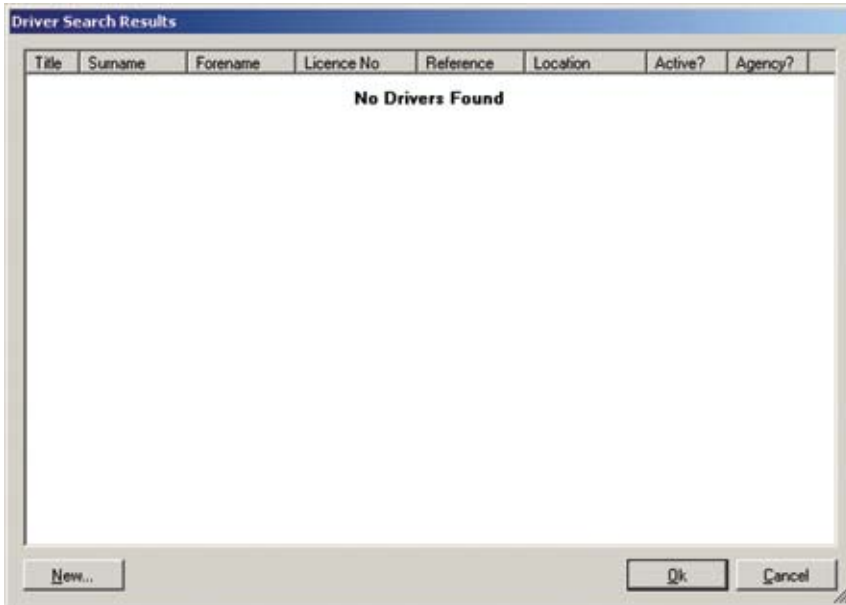 Driver Search Results
Title Surname Forename Licence No Reference Location Active? Agency?
No Drivers Found
New... Ok Cancel